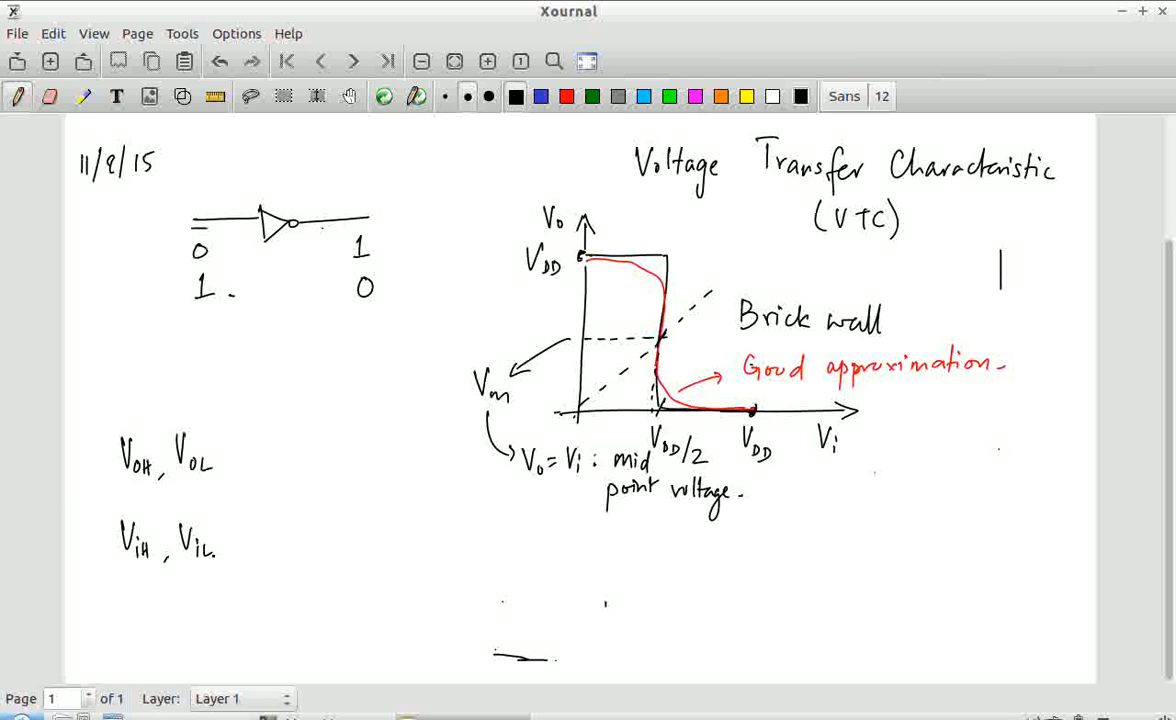 Xournal
File Edit View Page Tools Options Help
Sans 12
11/2/15
Voltage Transfer Characteristic
(VTC)
0 1
1 . 0
Vo
VDD
Brick wall
Good approximation.
Vm
VDD/2 VDD Vi
Vo = Vi : mid
point voltage.
VOH, VOL
ViH, ViL.
Page 1 of 1 Layer: Layer 1